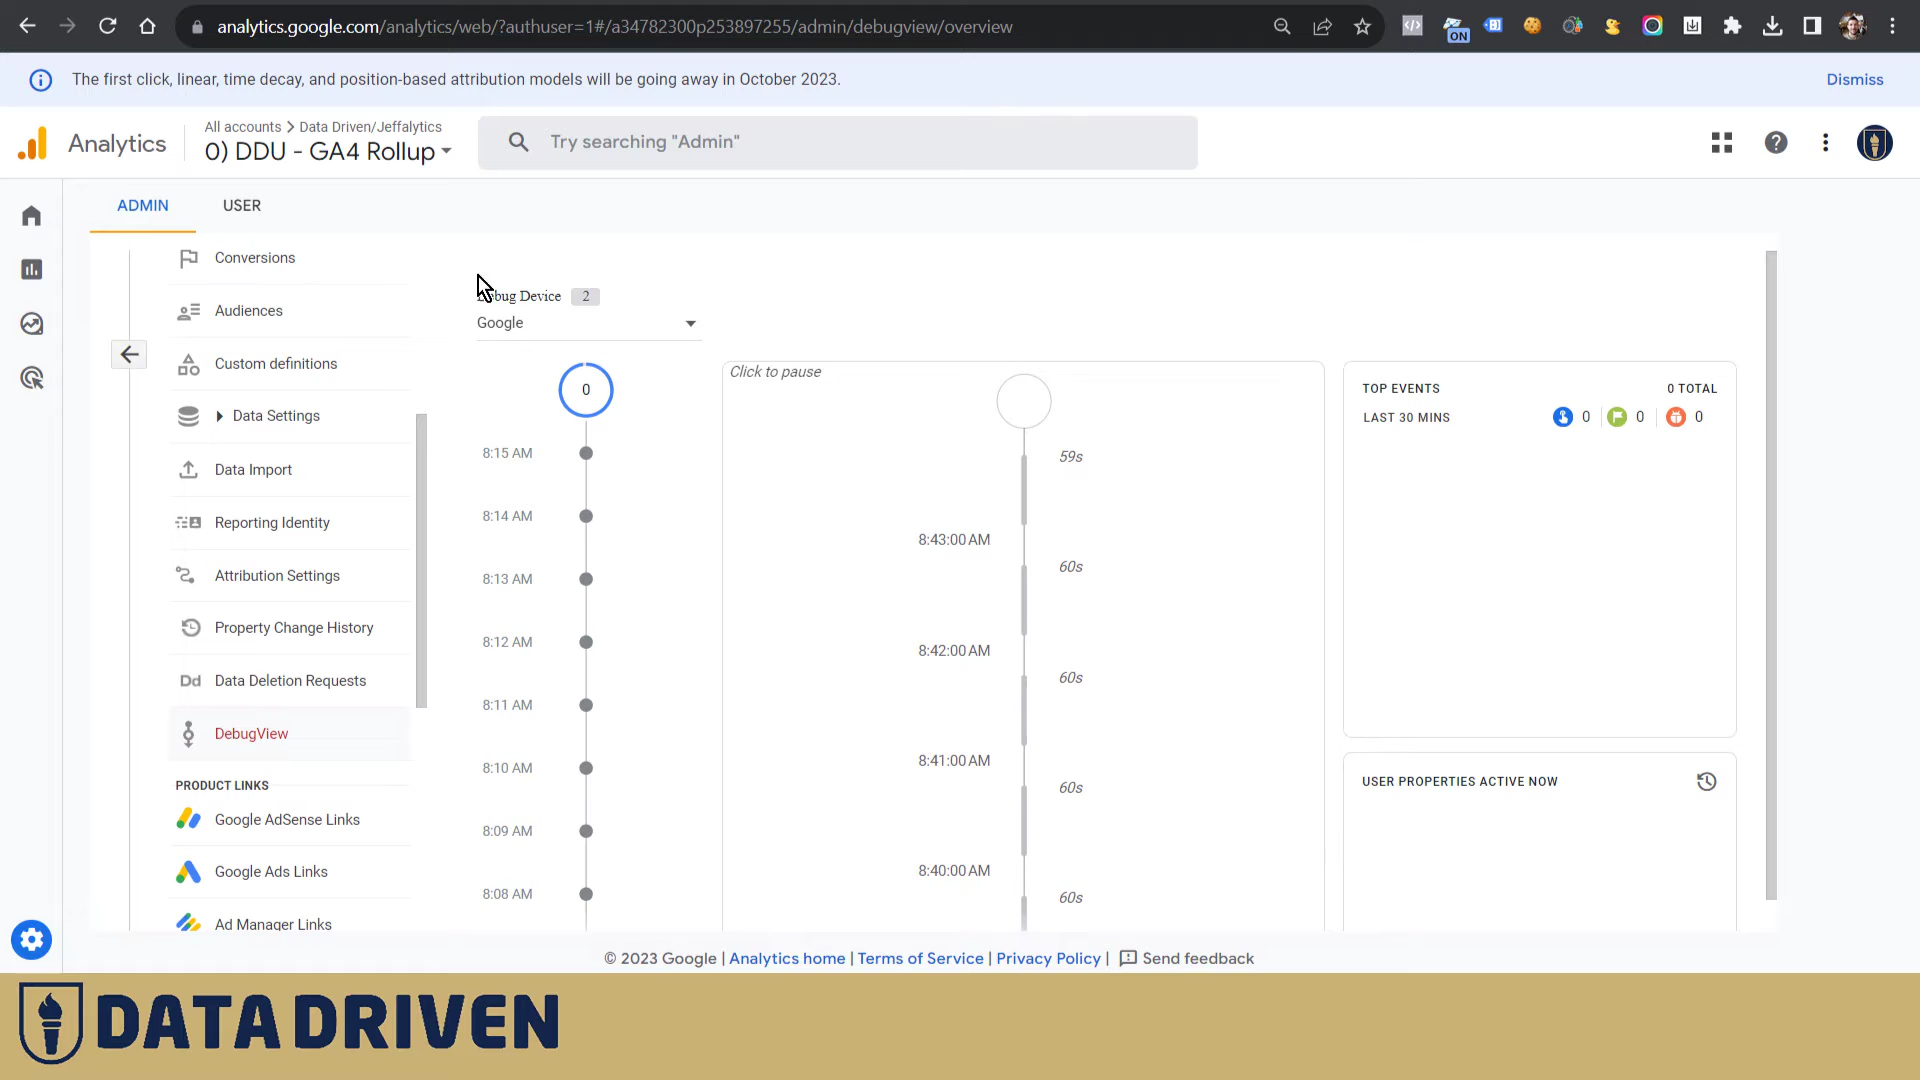 analytics.google.com/analytics/web/?authuser=1#/a34782300p253897255/admin/debugview/overview
ON
The first click, linear, time decay, and position-based attribution models will be going away in October 2023.
Dismiss
Analytics
All accounts > Data Driven/Jeffalytics
0) DDU - GA4 Rollup
Try searching "Admin"
ADMIN
USER
Conversions
Audiences
Custom definitions
Data Settings
Data Import
Reporting Identity
Attribution Settings
Property Change History
Dd Data Deletion Requests
DebugView
PRODUCT LINKS
Google AdSense Links
Google Ads Links
Ad Manager Links
Debug Device 2
Google
0
8:15 AM
8:14 AM
8:13 AM
8:12 AM
8:11 AM
8:10 AM
8:09 AM
8:08 AM
Click to pause
59s
8:43:00 AM
60s
8:42:00 AM
60s
8:41:00 AM
60s
8:40:00 AM
60s
TOP EVENTS
0 TOTAL
LAST 30 MINS
0 0 0
USER PROPERTIES ACTIVE NOW
© 2023 Google | Analytics home | Terms of Service | Privacy Policy | Send feedback
DATA DRIVEN